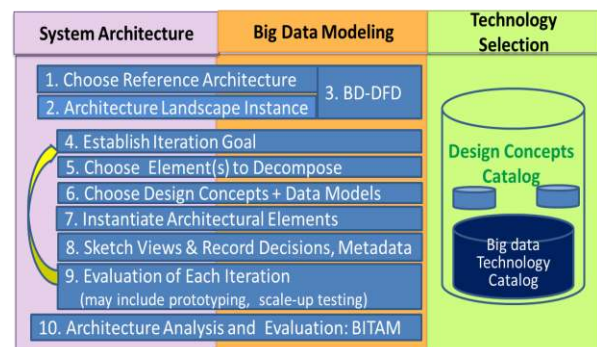 System Architecture
Big Data Modeling
Technology
Selection
1. Choose Reference Architecture
2. Architecture Landscape Instance
3. BD-DFD
4. Establish Iteration Goal
5. Choose Element(s) to Decompose
6. Choose Design Concepts + Data Models
7. Instantiate Architectural Elements
8. Sketch Views & Record Decisions, Metadata
9. Evaluation of Each Iteration
(may include prototyping, scale-up testing)
10. Architecture Analysis and Evaluation: BITAM
Design Concepts
Catalog
Big data
Technology
Catalog